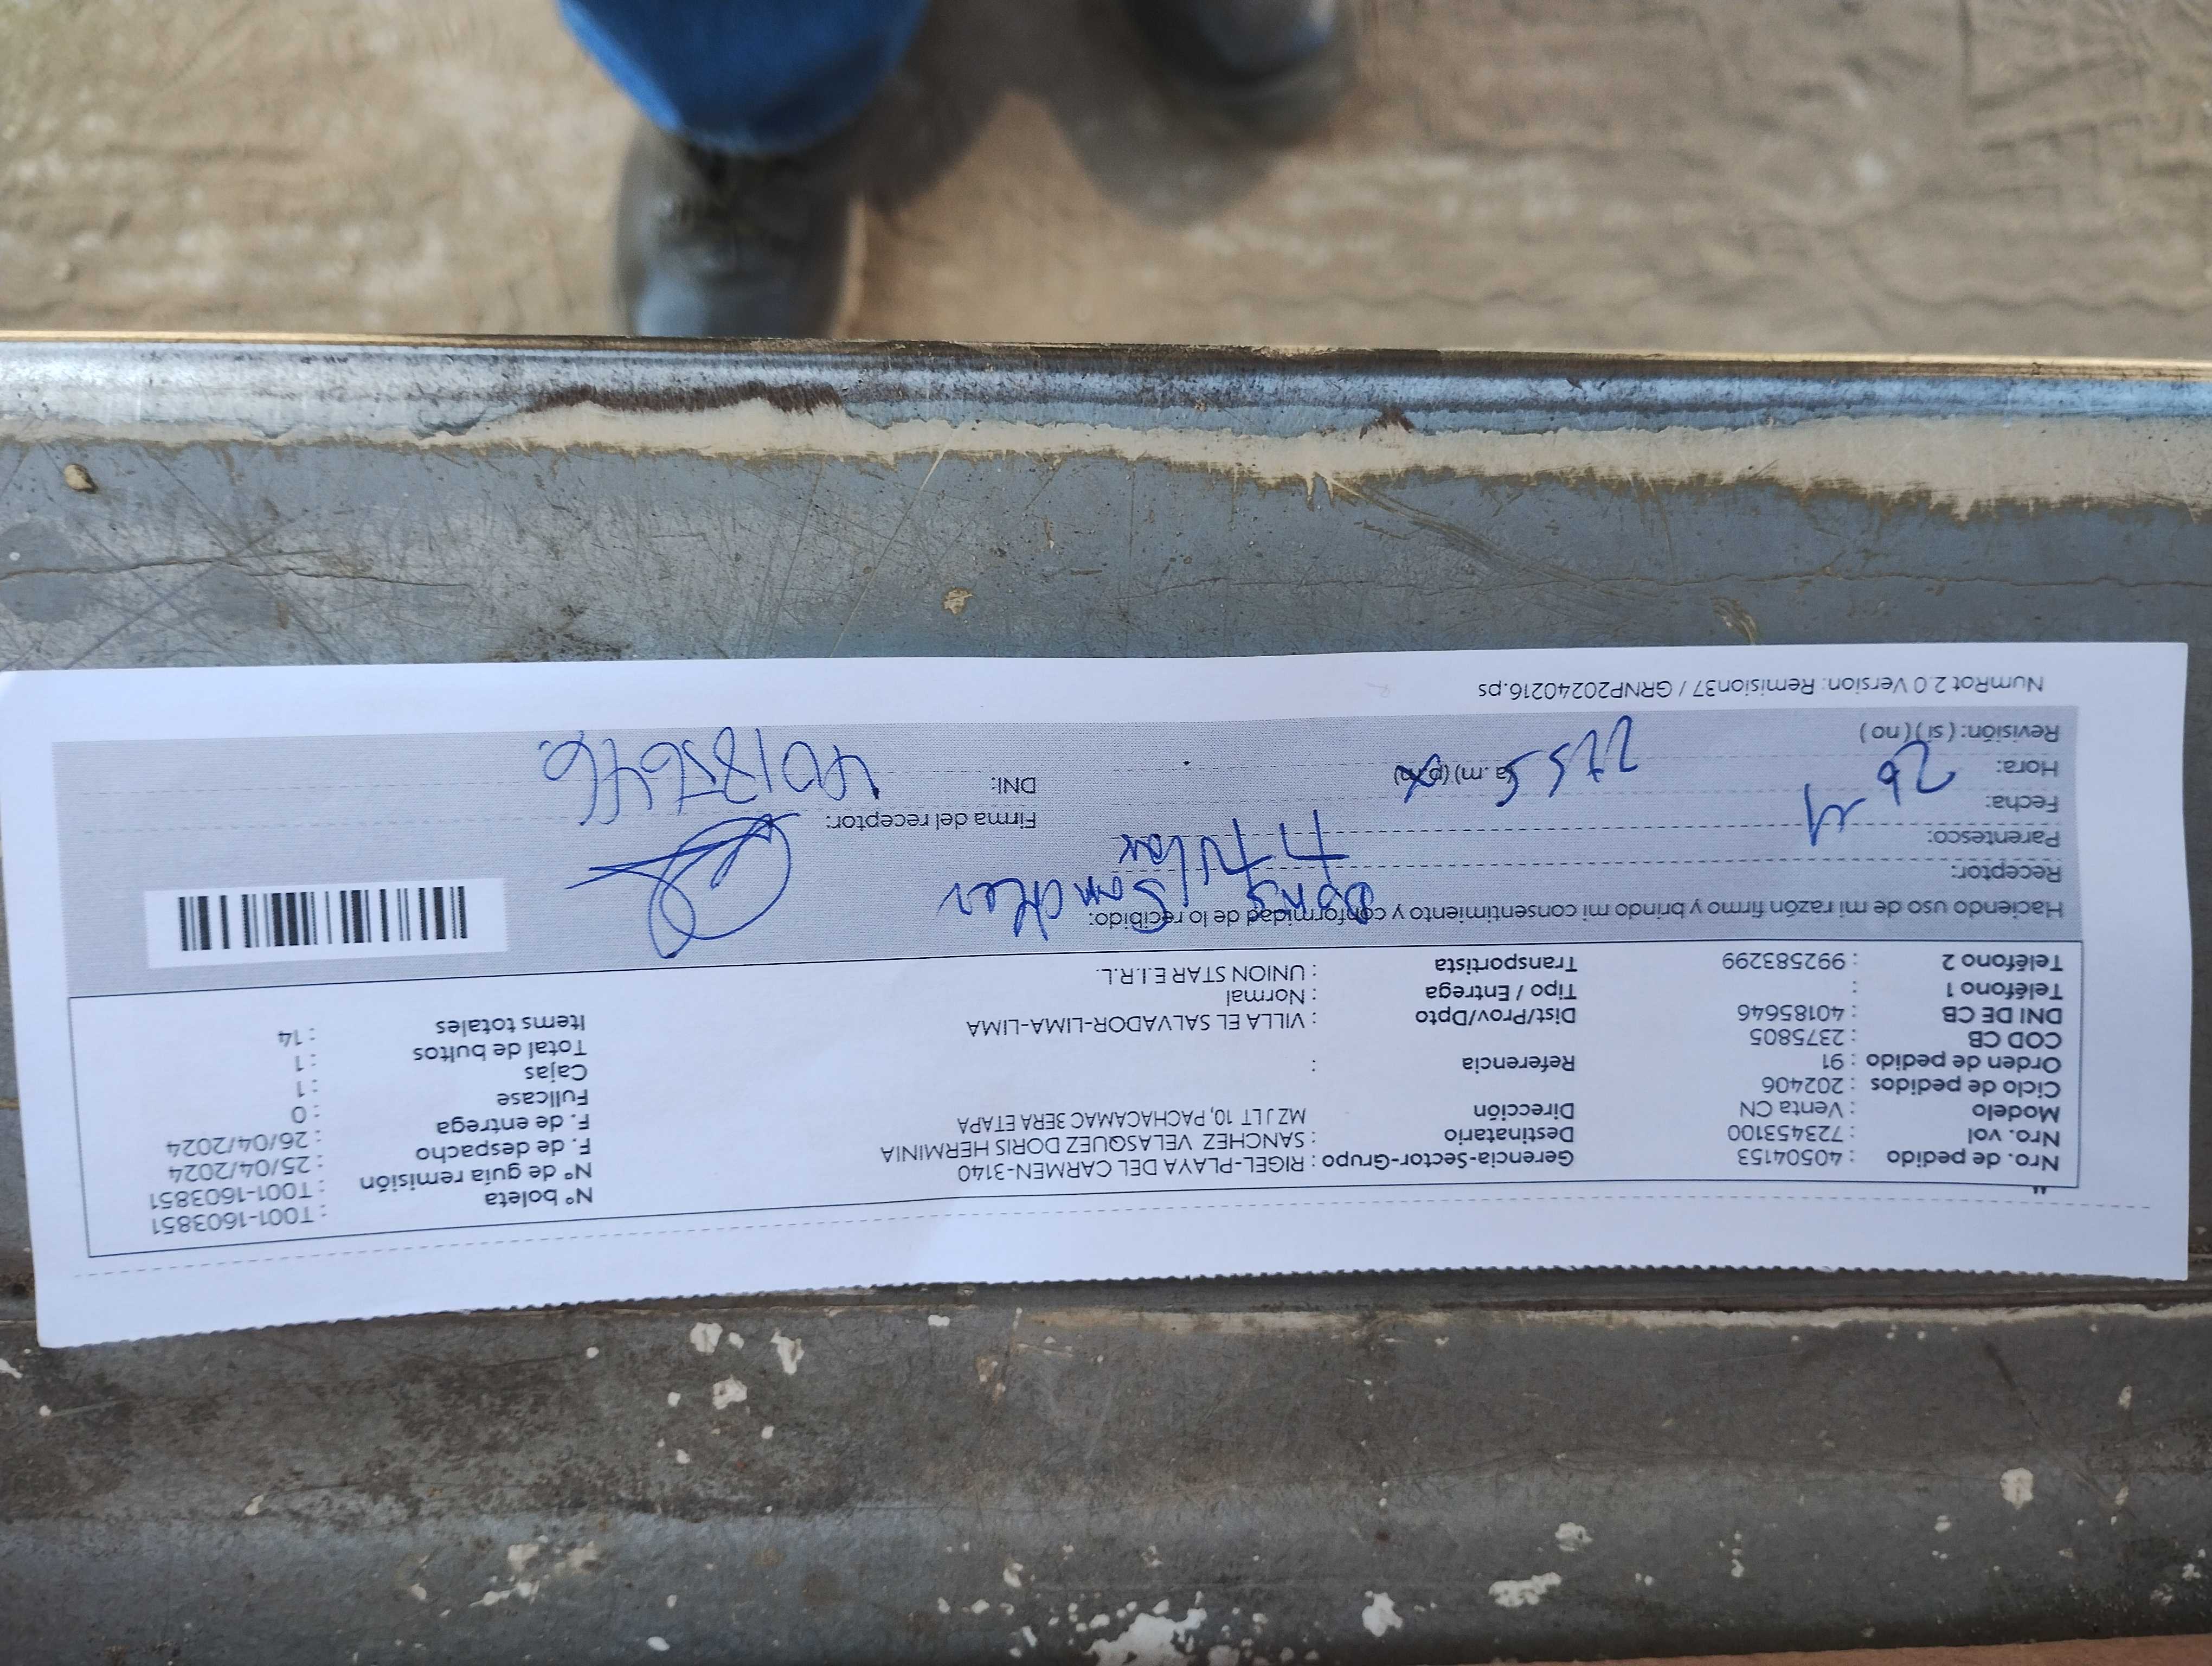 Nro. de pedido : 40504153
Nro. vol : 723453100
Modelo : Venta CN
Ciclo de pedidos : 202406
Orden de pedido : 91
COD CB : 2375805
DNI DE CB : 40185646
Teléfono 1 :
Teléfono 2 : 992583299
Gerencia-Sector-Grupo : RIGEL-PLAYA DEL CARMEN-3140
Destinatario : SANCHEZ VELASQUEZ DORIS HERMINIA
Dirección MZ J LT 10, PACHACAMAC 3ERA ETAPA
Referencia :
Dist/Prov/Dpto : VILLA EL SALVADOR-LIMA-LIMA
Tipo / Entrega : Normal
Transportista : UNION STAR E.I.R.L.
N° boleta : T001-1603851
N° de guía remisión : T001-1603851
F. de despacho : 25/04/2024
F. de entrega : 26/04/2024
Fullcase : 0
Cajas : 1
Total de bultos : 1
Items totales : 14
Haciendo uso de mi razón firmo y brindo mi consentimiento y conformidad de lo recibido:
Receptor: Doris Sanchez
Parentesco: Titular
Fecha: 26 4
Hora: (a.m) (p.m)
Revisión: ( si ) ( no )
Firma del receptor:
DNI: 40185646
NumRot 2.0 Version: Remision37 / GRNP20240216.ps